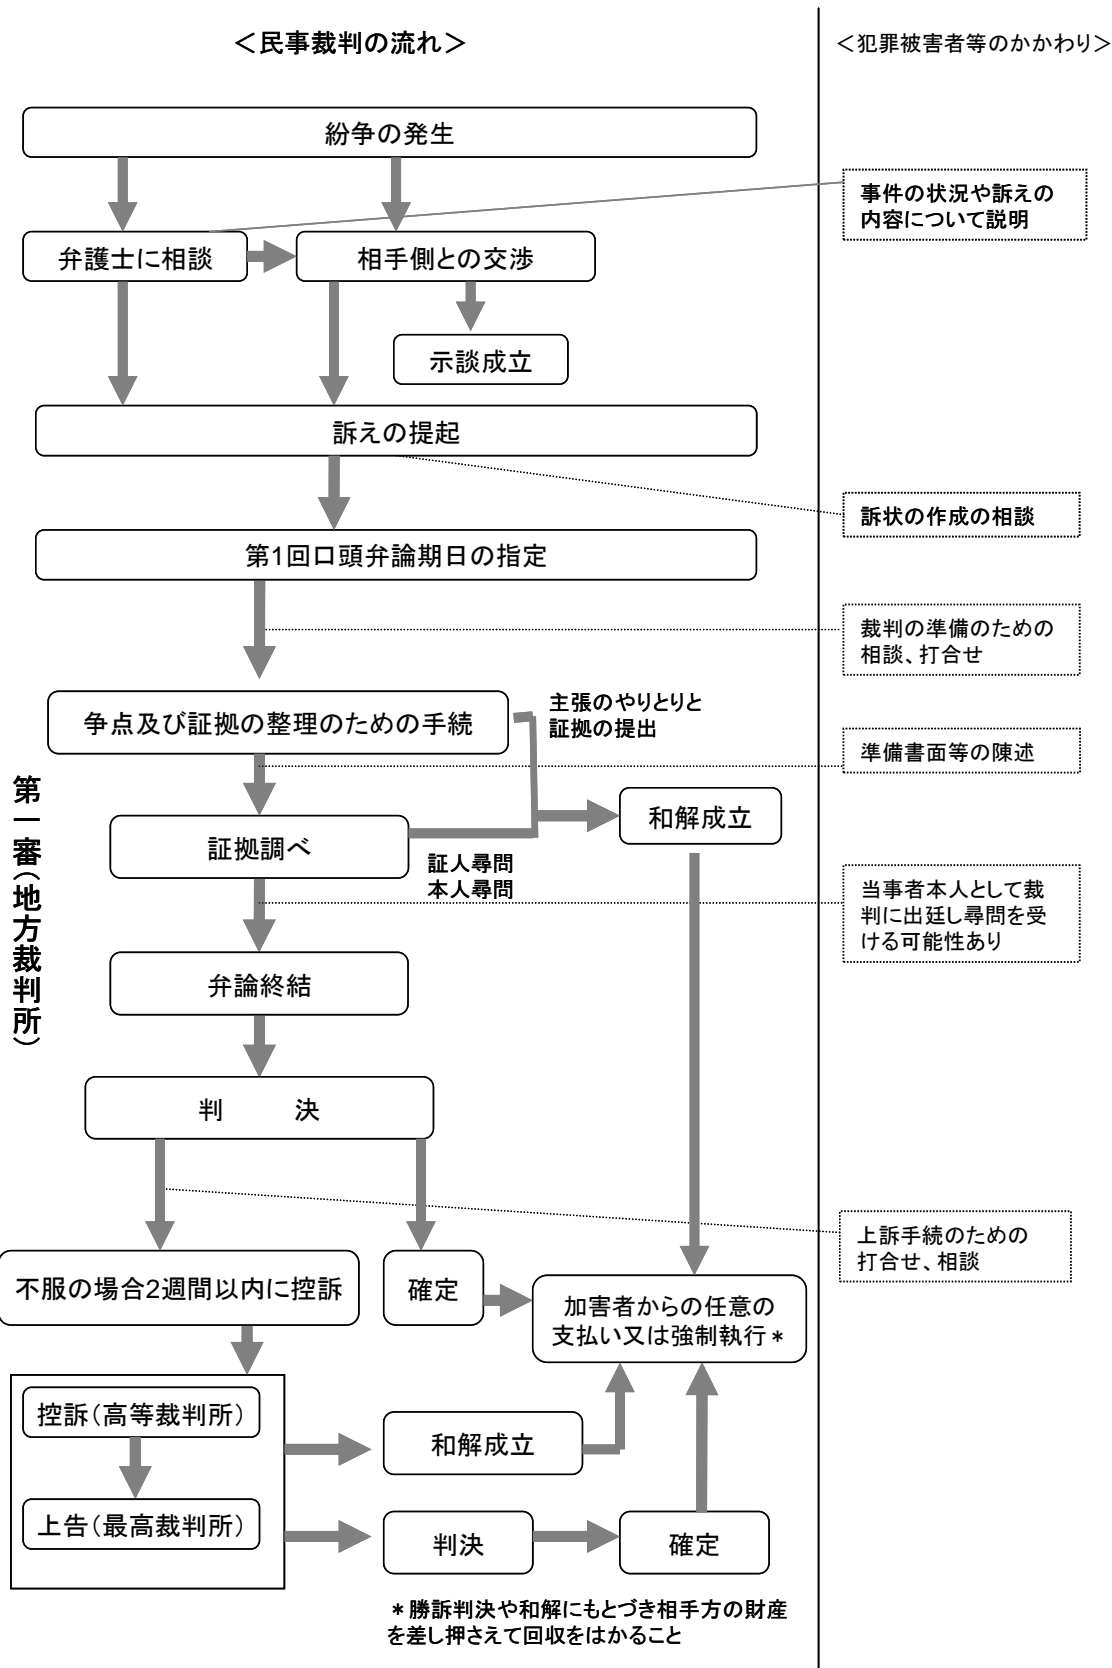 ＜民事裁判の流れ＞
＜犯罪被害者等のかかわり＞
紛争の発生
事件の状況や訴えの
内容について説明
弁護士に相談
相手側との交渉
示談成立
訴えの提起
訴状の作成の相談
第1回口頭弁論期日の指定
裁判の準備のための
相談、打合せ
争点及び証拠の整理のための手続
主張のやりとりと
証拠の提出
準備書面等の陳述
第一審（地方裁判所）
和解成立
証拠調べ
証人尋問
本人尋問
当事者本人として裁
判に出廷し尋問を受
ける可能性あり
弁論終結
判　　決
上訴手続のための
打合せ、相談
不服の場合2週間以内に控訴
確定
加害者からの任意の
支払い又は強制執行＊
控訴（高等裁判所）
和解成立
上告（最高裁判所）
判決
確定
＊勝訴判決や和解にもとづき相手方の財産
を差し押さえて回収をはかること